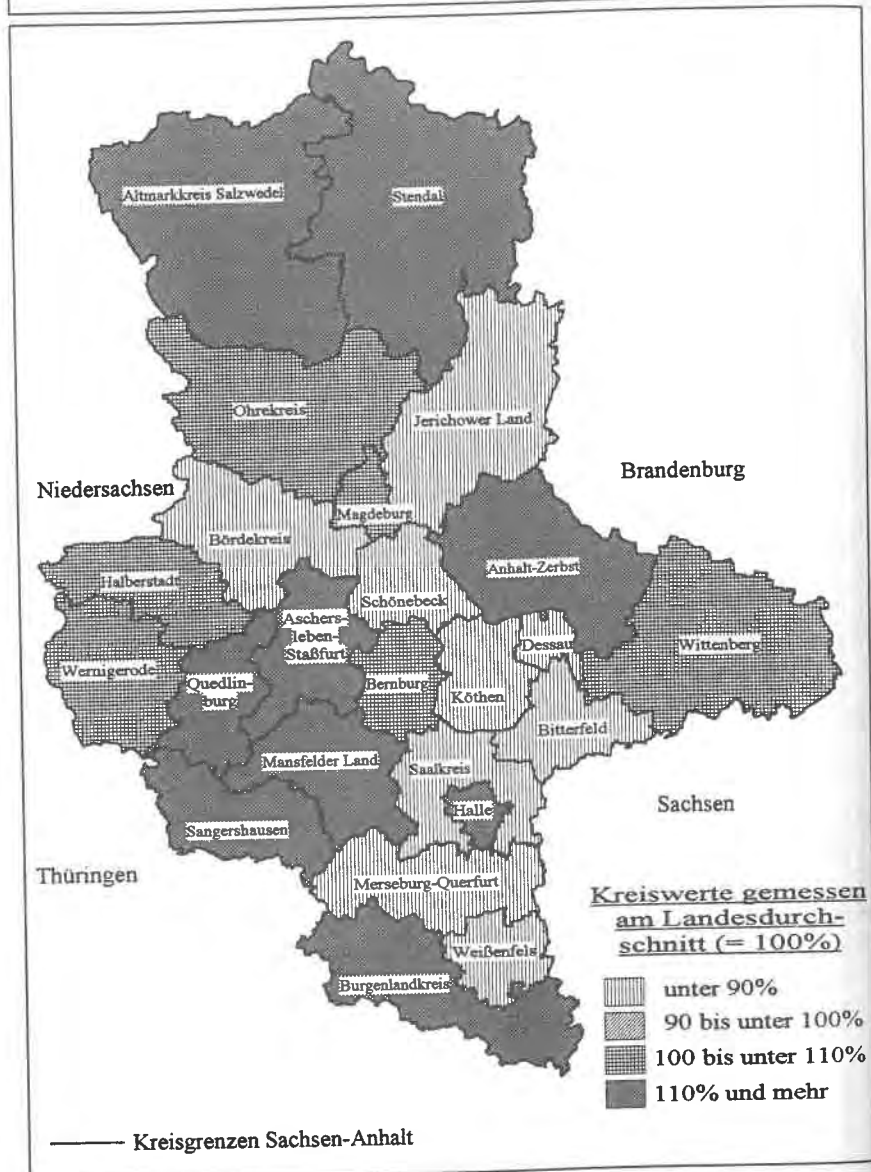 Altmarkkreis Salzwedel
Stendal
Ohrekreis
Jerichower Land
Niedersachsen
Brandenburg
Magdeburg
Bördekreis
Anhalt-Zerbst
Halberstadt
Schönebeck
Aschers-
leben-
Staßfurt
Dessau
Wittenberg
Wernigerode
Quedlin-
burg
Bernburg
Köthen
Bitterfeld
Mansfelder Land
Saalkreis
Halle
Sachsen
Sangershausen
Thüringen
Merseburg-Querfurt
Kreiswerte gemessen
am Landesdurch-
schnitt (= 100%)
Weißenfels
Burgenlandkreis
unter 90%
90 bis unter 100%
100 bis unter 110%
110% und mehr
Kreisgrenzen Sachsen-Anhalt